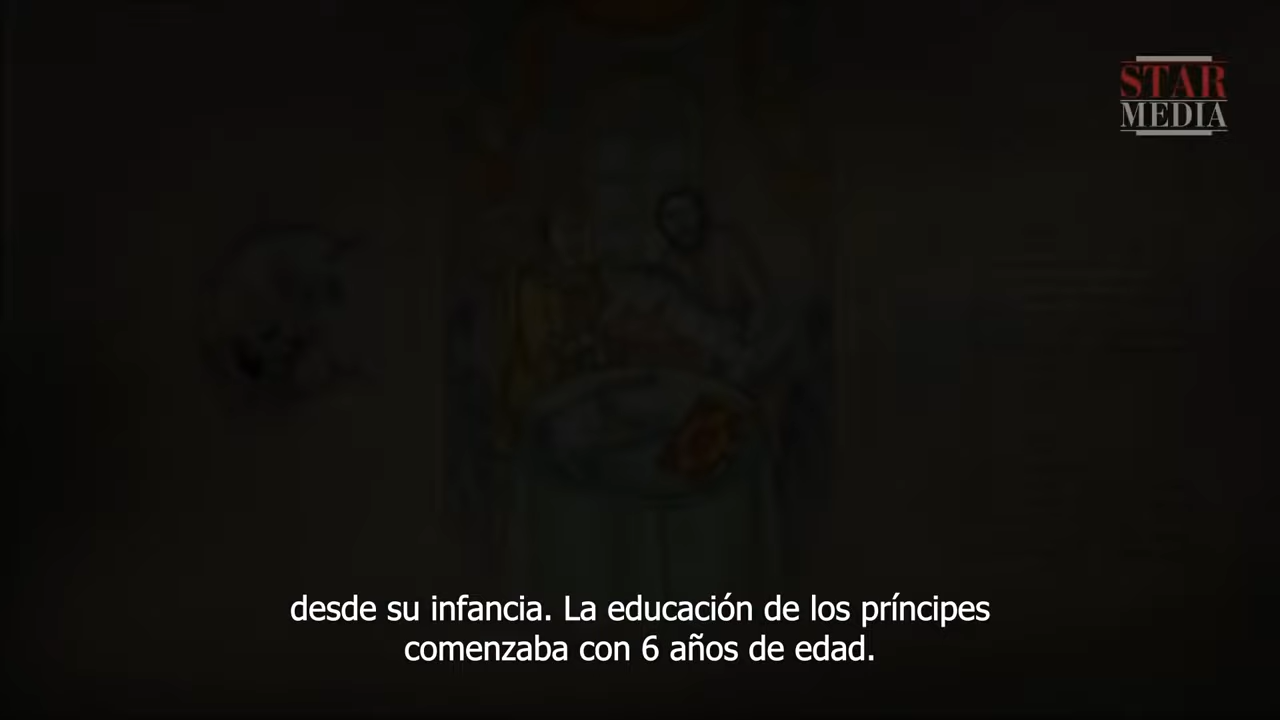 STAR
MEDIA
desde su infancia. La educación de los príncipes
comenzaba con 6 años de edad.